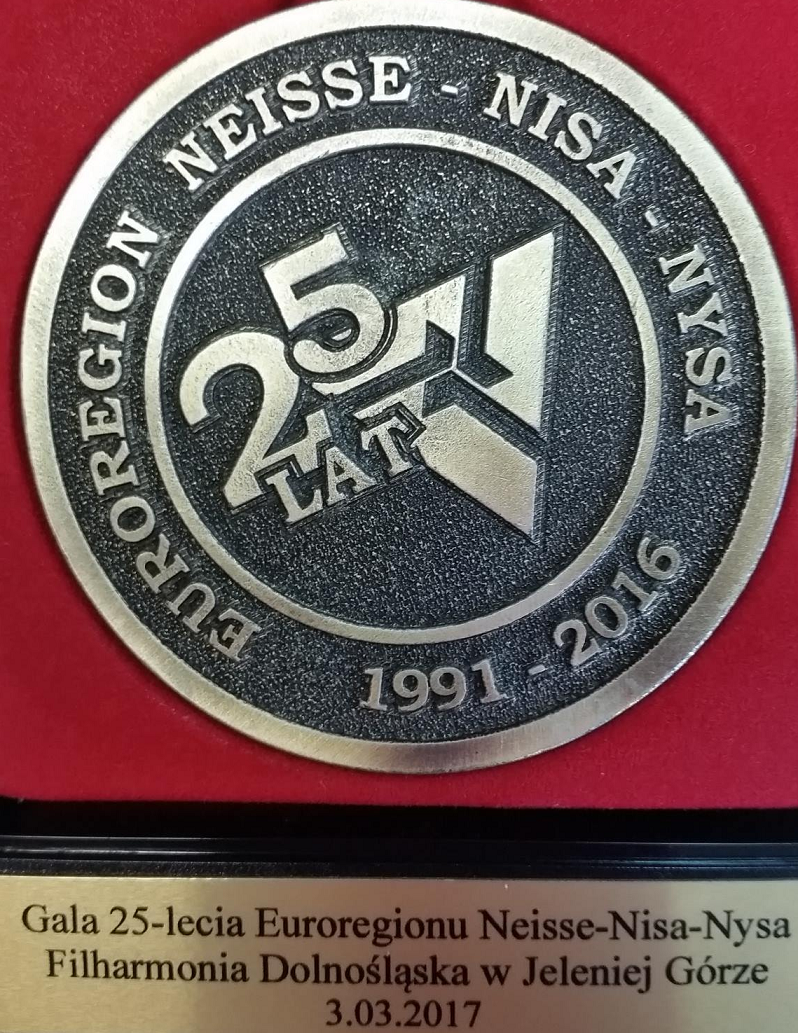 EUROREGION NEISSE - NISA - NYSA
25
LAT
1991 - 2016
Gala 25-lecia Euroregionu Neisse-Nisa-Nysa
Filharmonia Dolnośląska w Jeleniej Górze
3.03.2017